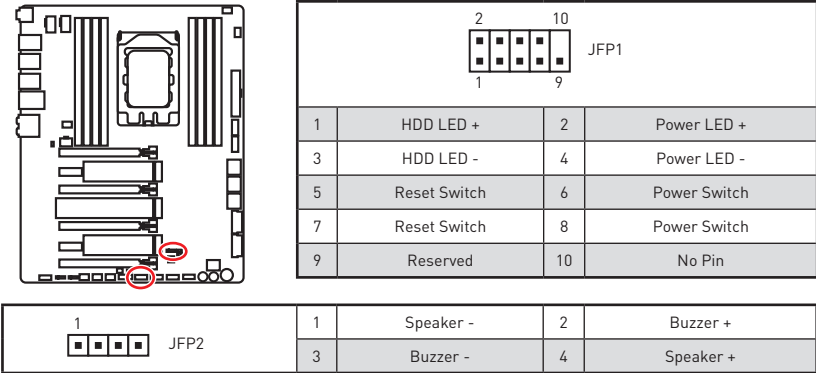 2 10
JFP1
1 9
1 HDD LED + 2 Power LED +
3 HDD LED - 4 Power LED -
5 Reset Switch 6 Power Switch
7 Reset Switch 8 Power Switch
9 Reserved 10 No Pin
1
JFP2
1 Speaker - 2 Buzzer +
3 Buzzer - 4 Speaker +